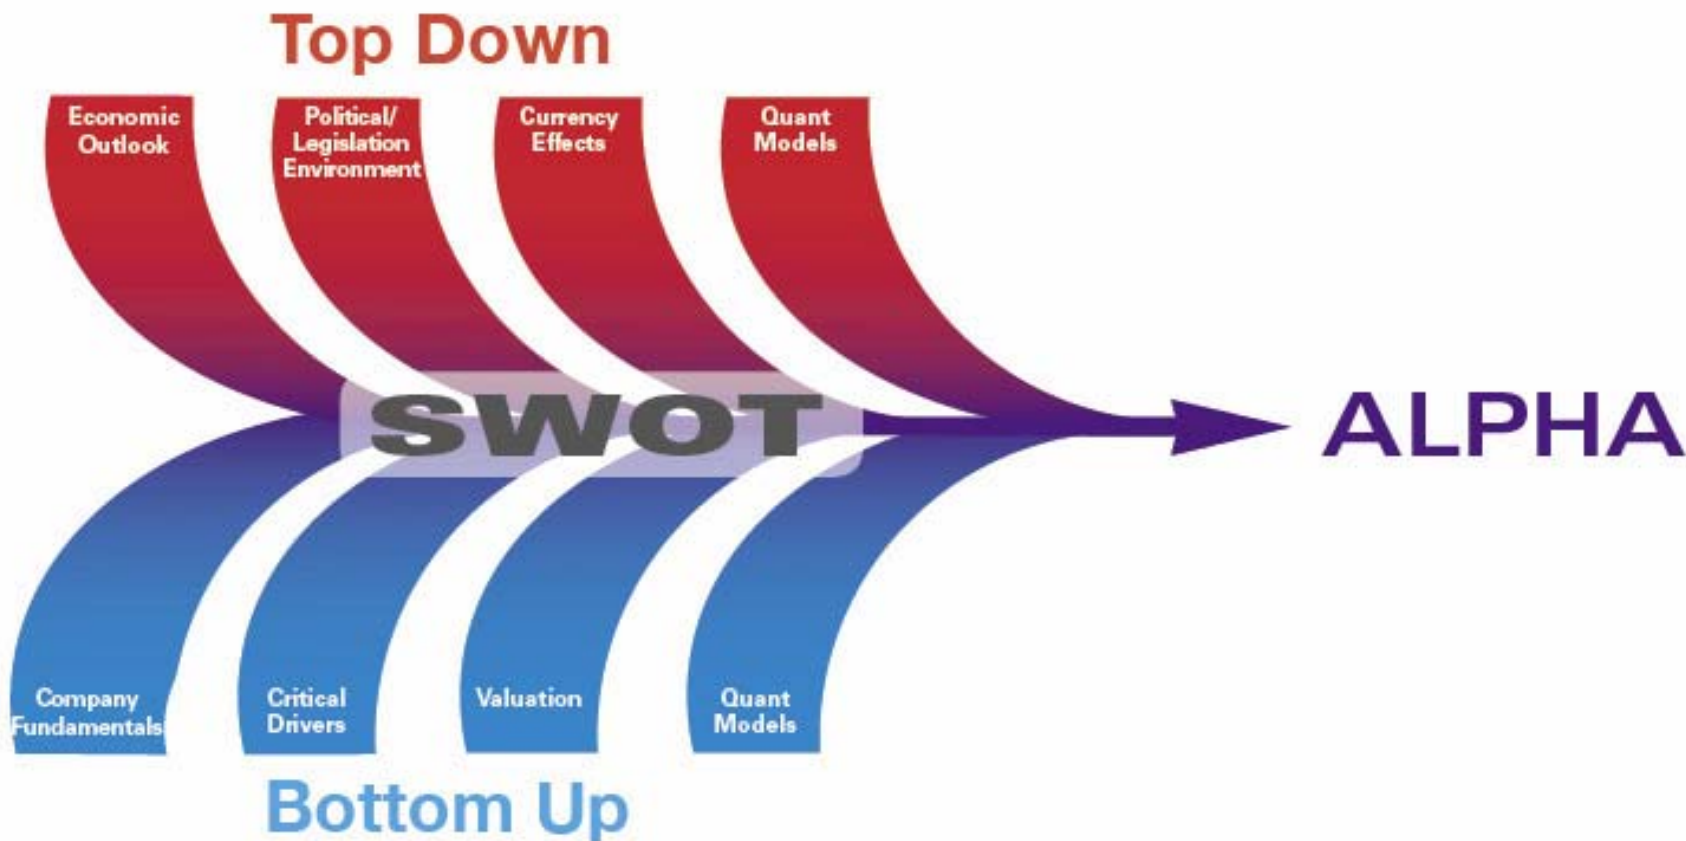 Top Down
Economic
Outlook
Political/
Legislation
Environment
Currency
Effects
Quant
Models
SWOT
ALPHA
Company
Fundamentals
Critical
Drivers
Valuation
Quant
Models
Bottom Up